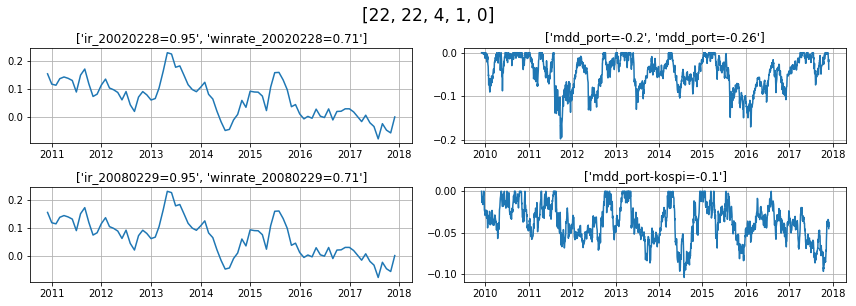 [22, 22, 4, 1, 0]
['ir_20020228=0.95', 'winrate_20020228=0.71']
0.2
0.1
0.0
2011 2012 2013 2014 2015 2016 2017 2018
['mdd_port=-0.2', 'mdd_port=-0.26']
0.0
−0.1
−0.2
2010 2011 2012 2013 2014 2015 2016 2017 2018
['ir_20080229=0.95', 'winrate_20080229=0.71']
0.2
0.1
0.0
2011 2012 2013 2014 2015 2016 2017 2018
['mdd_port-kospi=-0.1']
0.00
−0.05
−0.10
2010 2011 2012 2013 2014 2015 2016 2017 2018